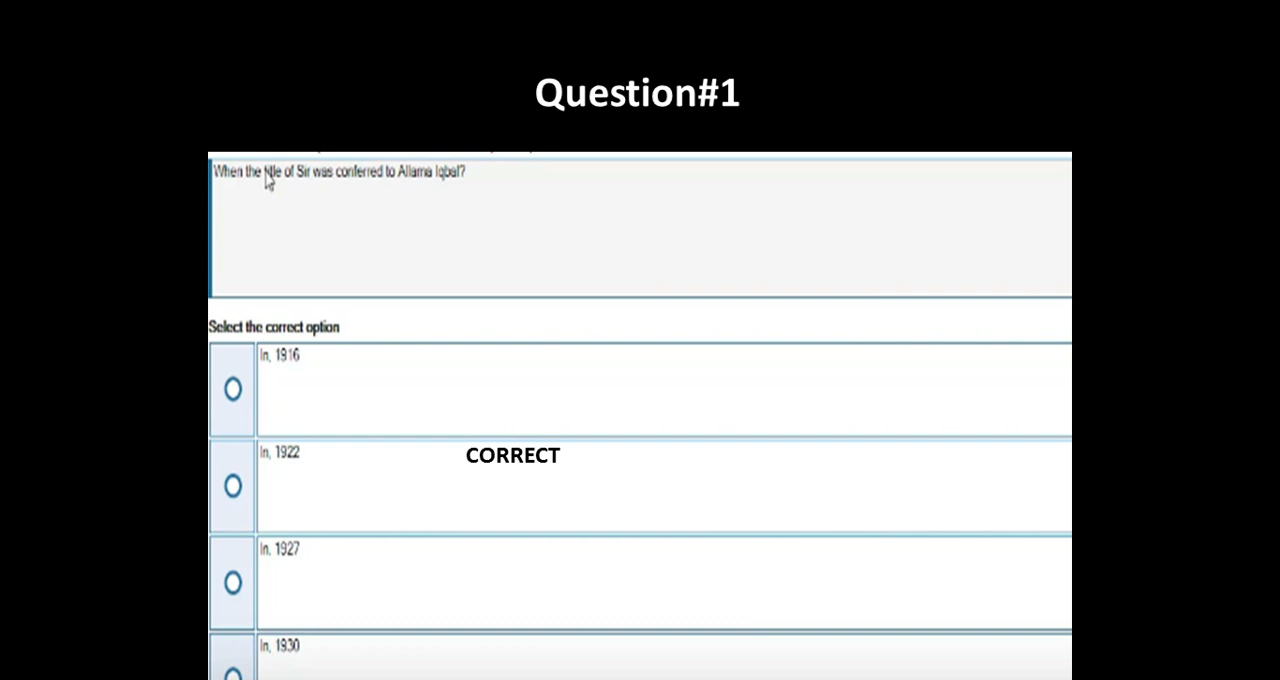 Question#1
When the title of Sir was conferred to Allama Iqbal?
Select the correct option
In, 1916
In, 1922 CORRECT
In, 1927
In, 1930